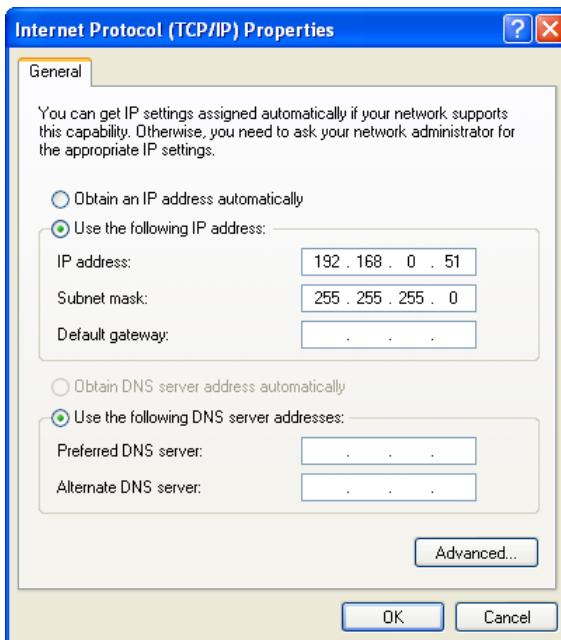 Internet Protocol (TCP/IP) Properties
General
You can get IP settings assigned automatically if your network supports
this capability. Otherwise, you need to ask your network administrator for
the appropriate IP settings.
Obtain an IP address automatically
Use the following IP address:
IP address: 192 . 168 . 0 . 51
Subnet mask: 255 . 255 . 255 . 0
Default gateway: . . .
Obtain DNS server address automatically
Use the following DNS server addresses:
Preferred DNS server: . . .
Alternate DNS server: . . .
Advanced...
OK Cancel